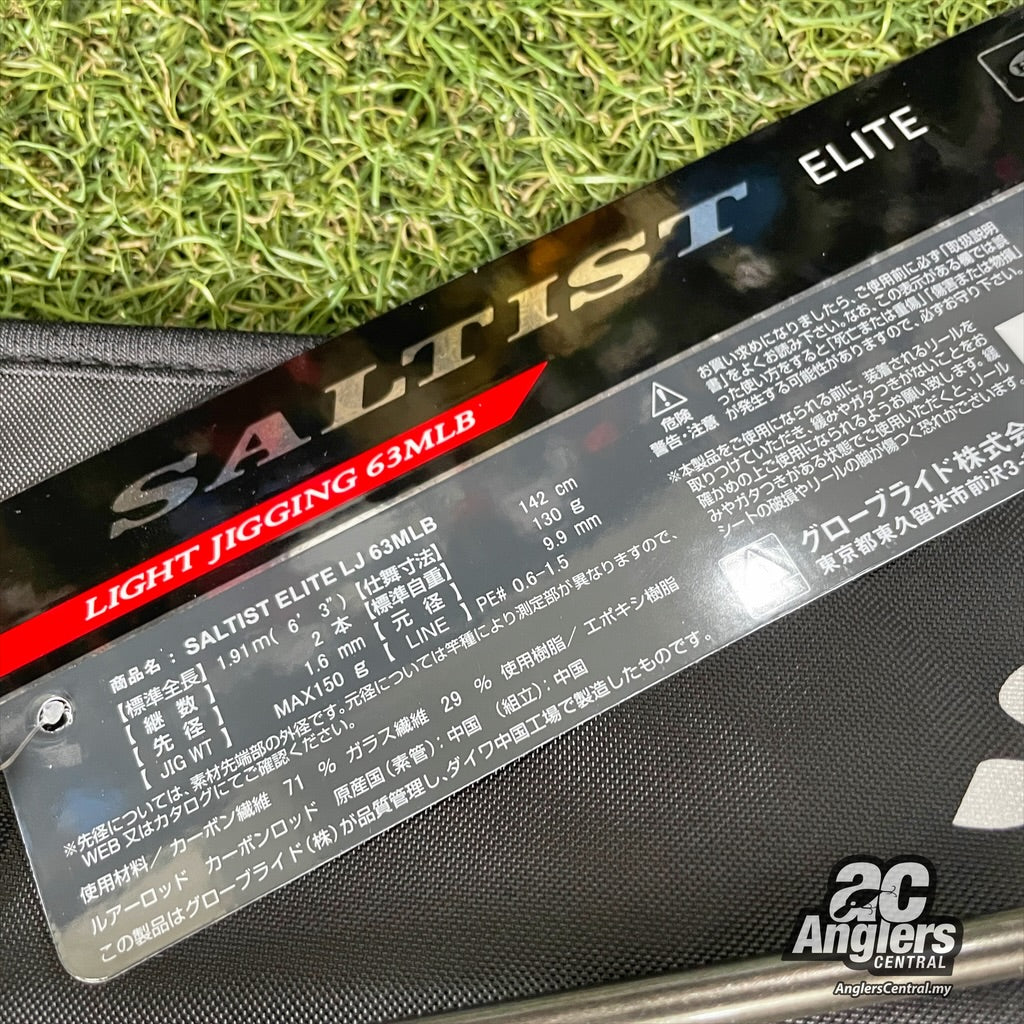 SALTIST
ELITE
LIGHT JIGGING 63MLB
商品名： SALTIST ELITE LJ 63MLB
【標準全長】 1.91m( 6' 3") 【仕舞寸法】 142 cm
【 継 数 】 2 本 【標準自重】 130 g
【 先 径 】 1.6 mm 【 元 径 】 9.9 mm
【 JIG WT 】 MAX150 g 【 LINE 】 PE# 0.6-1.5
※先径については、素材先端部の外径です。元径については竿種により測定部が異なりますので、
WEB 又はカタログにてご確認ください。
使用材料/ カーボン繊維 71 % ガラス繊維 29 % 使用樹脂/ エポキシ樹脂
ルアーロッド カーボンロッド 原産国(素管)：中国 (組立)：中国
この製品はグローブライド(株)が品質管理し、ダイワ中国工場で製造したものです。
危険
警告・注意
お買い求めになりましたら、ご使用前に必ず「取扱説明
書」をよくお読み下さい。なお、この表示がある欄では誤
った使い方をすると「死亡または重傷」「傷害または物損」
が発生する可能性がありますので、必ずお守り下さい。
※本製品をご使用になられる前に、装着されるリールを
取りつけていただき、緩みやガタつきがないことをお
確かめの上ご使用になられるようお願い致します。緩
みやガタつきがある状態でご使用いただくと、リール
シートの破損やリールの脚が傷つく恐れがございます。
グローブライド株式会
東京都東久留米市前沢3-
ac
Anglers
CENTRAL
AnglersCentral.my